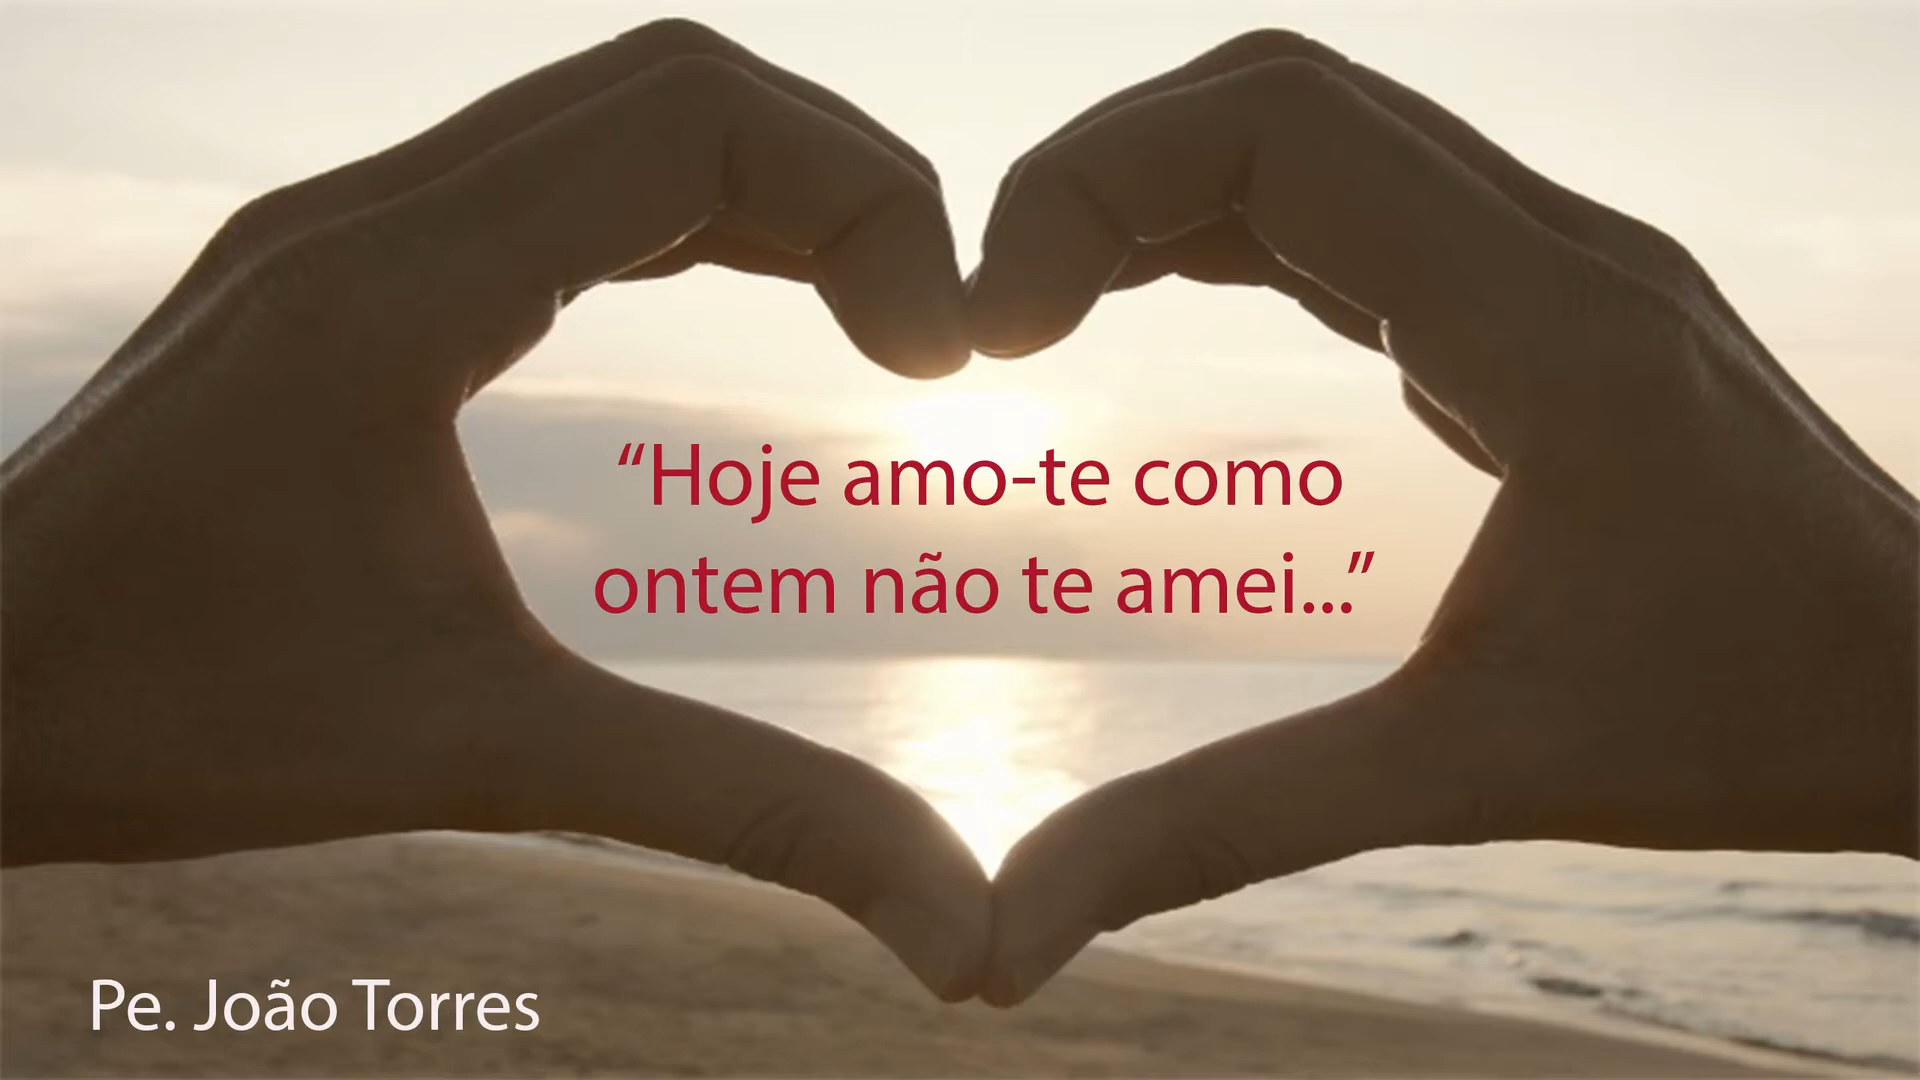 “Hoje amo-te como
ontem não te amei...”
Pe. João Torres